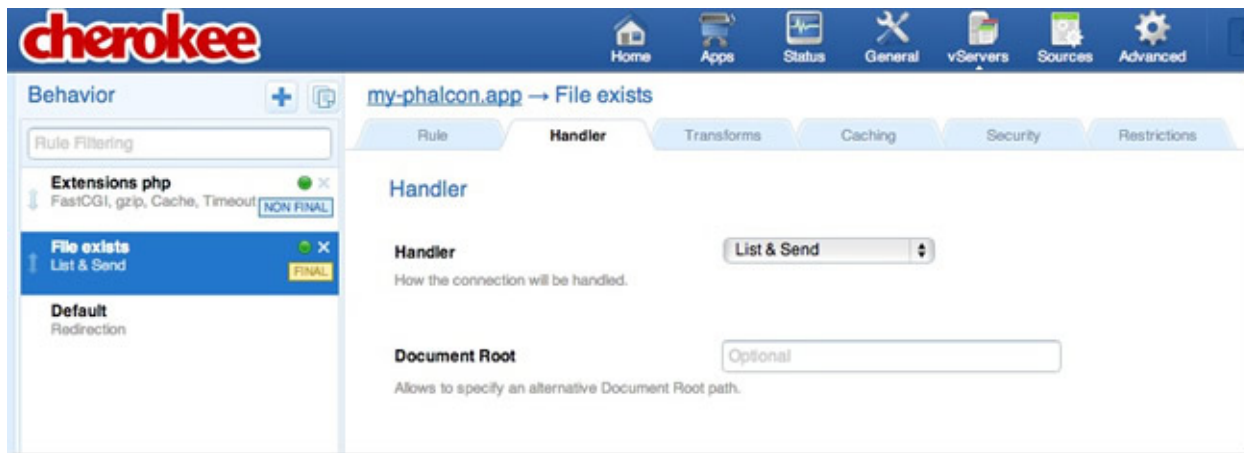 cherokee
Home Apps Status General vServers Sources Advanced
Behavior
Rule Filtering
Extensions php
FastCGI, gzip, Cache, Timeout
NON FINAL
File exists
List & Send
FINAL
Default
Redirection
my-phalcon.app → File exists
Rule Handler Transforms Caching Security Restrictions
Handler
Handler
List & Send
How the connection will be handled.
Document Root
Optional
Allows to specify an alternative Document Root path.